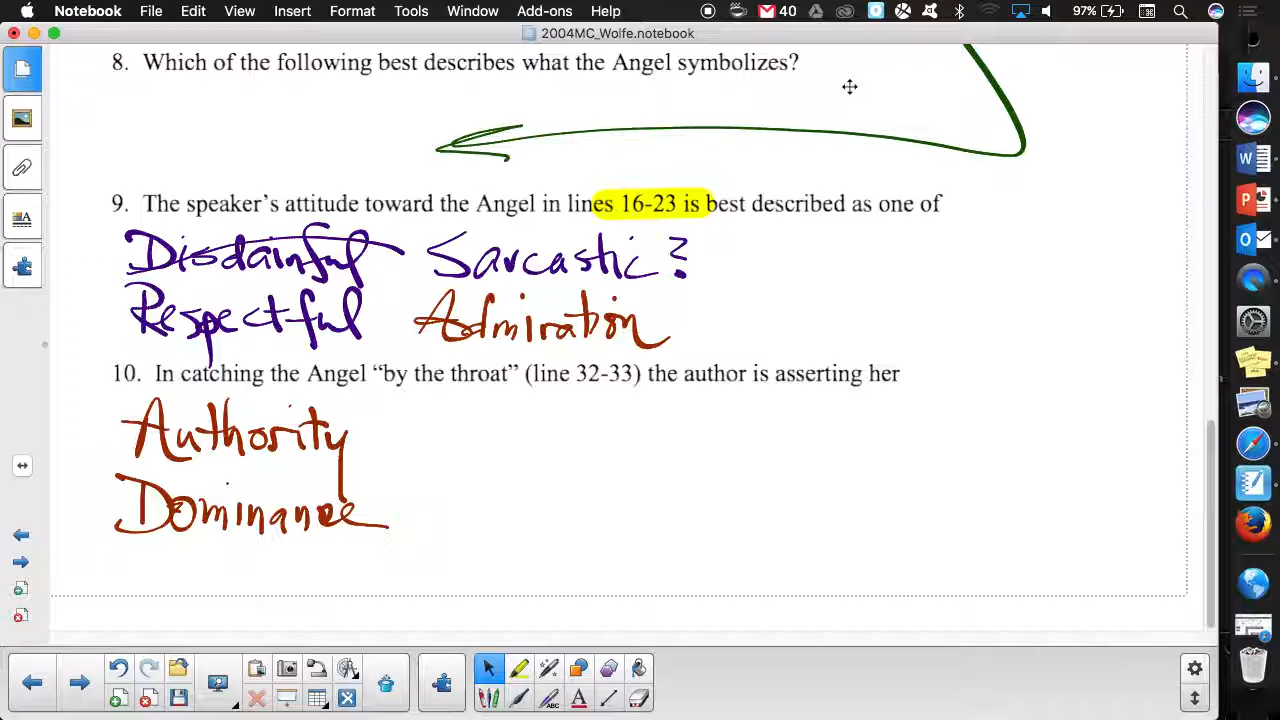 Notebook File Edit View Insert Format Tools Window Add-ons Help 40 97%
2004MC_Wolfe.notebook
8. Which of the following best describes what the Angel symbolizes?
9. The speaker's attitude toward the Angel in lines 16-23 is best described as one of
Disdainful Sarcastic?
Respectful Admiration
10. In catching the Angel “by the throat” (line 32-33) the author is asserting her
Authority
Dominance